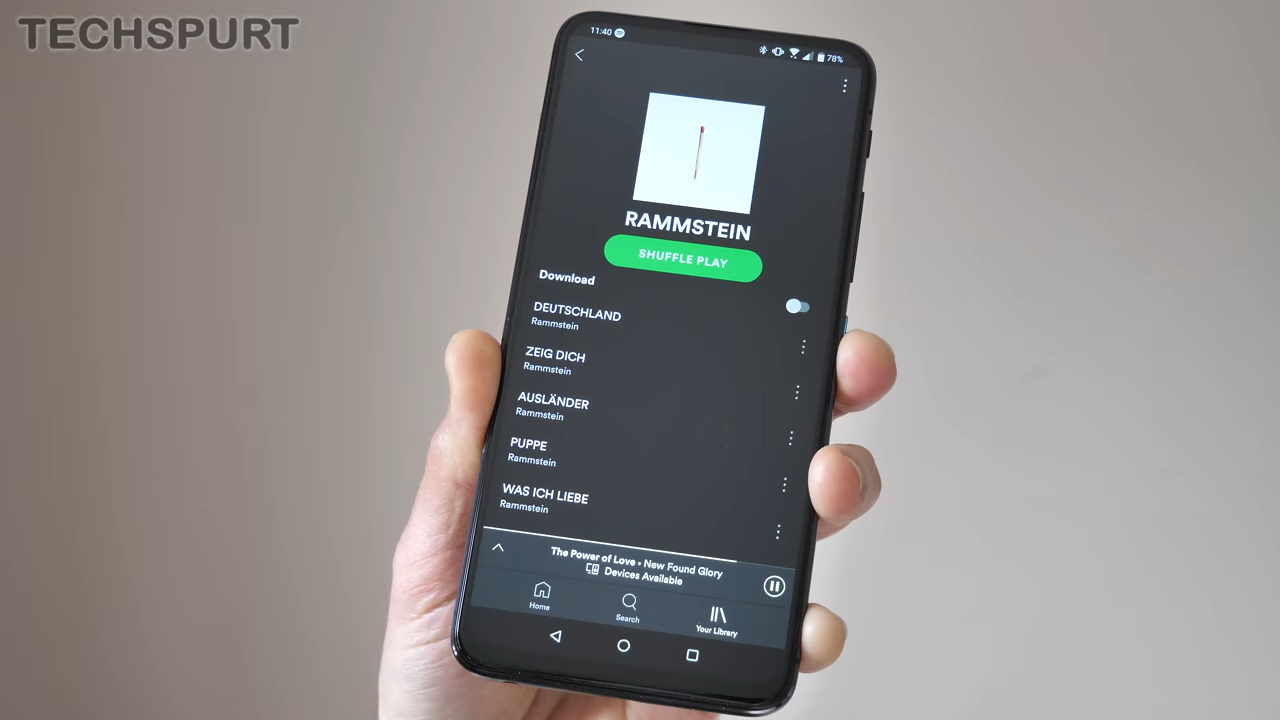 TECHSPURT
11:40
78%
RAMMSTEIN
SHUFFLE PLAY
Download
DEUTSCHLAND
Rammstein
ZEIG DICH
Rammstein
AUSLÄNDER
Rammstein
PUPPE
Rammstein
WAS ICH LIEBE
Rammstein
The Power of Love • New Found Glory
Devices Available
Home
Search
Your Library